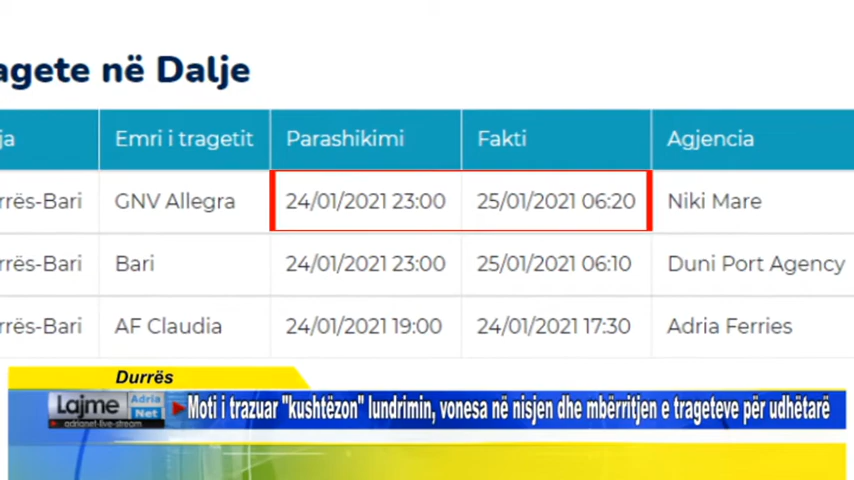 agete në Dalje
ja Emri i tragetit Parashikimi Fakti Agjencia
rrës-Bari GNV Allegra 24/01/2021 23:00 25/01/2021 06:20 Niki Mare
rrës-Bari Bari 24/01/2021 23:00 25/01/2021 06:10 Duni Port Agency
rrës-Bari AF Claudia 24/01/2021 19:00 24/01/2021 17:30 Adria Ferries
Durrës
Lajme Adria Net
Moti i trazuar "kushtëzon" lundrimin, vonesa në nisjen dhe mbërritjen e trageteve për udhëtarë
adrianet-live-stream